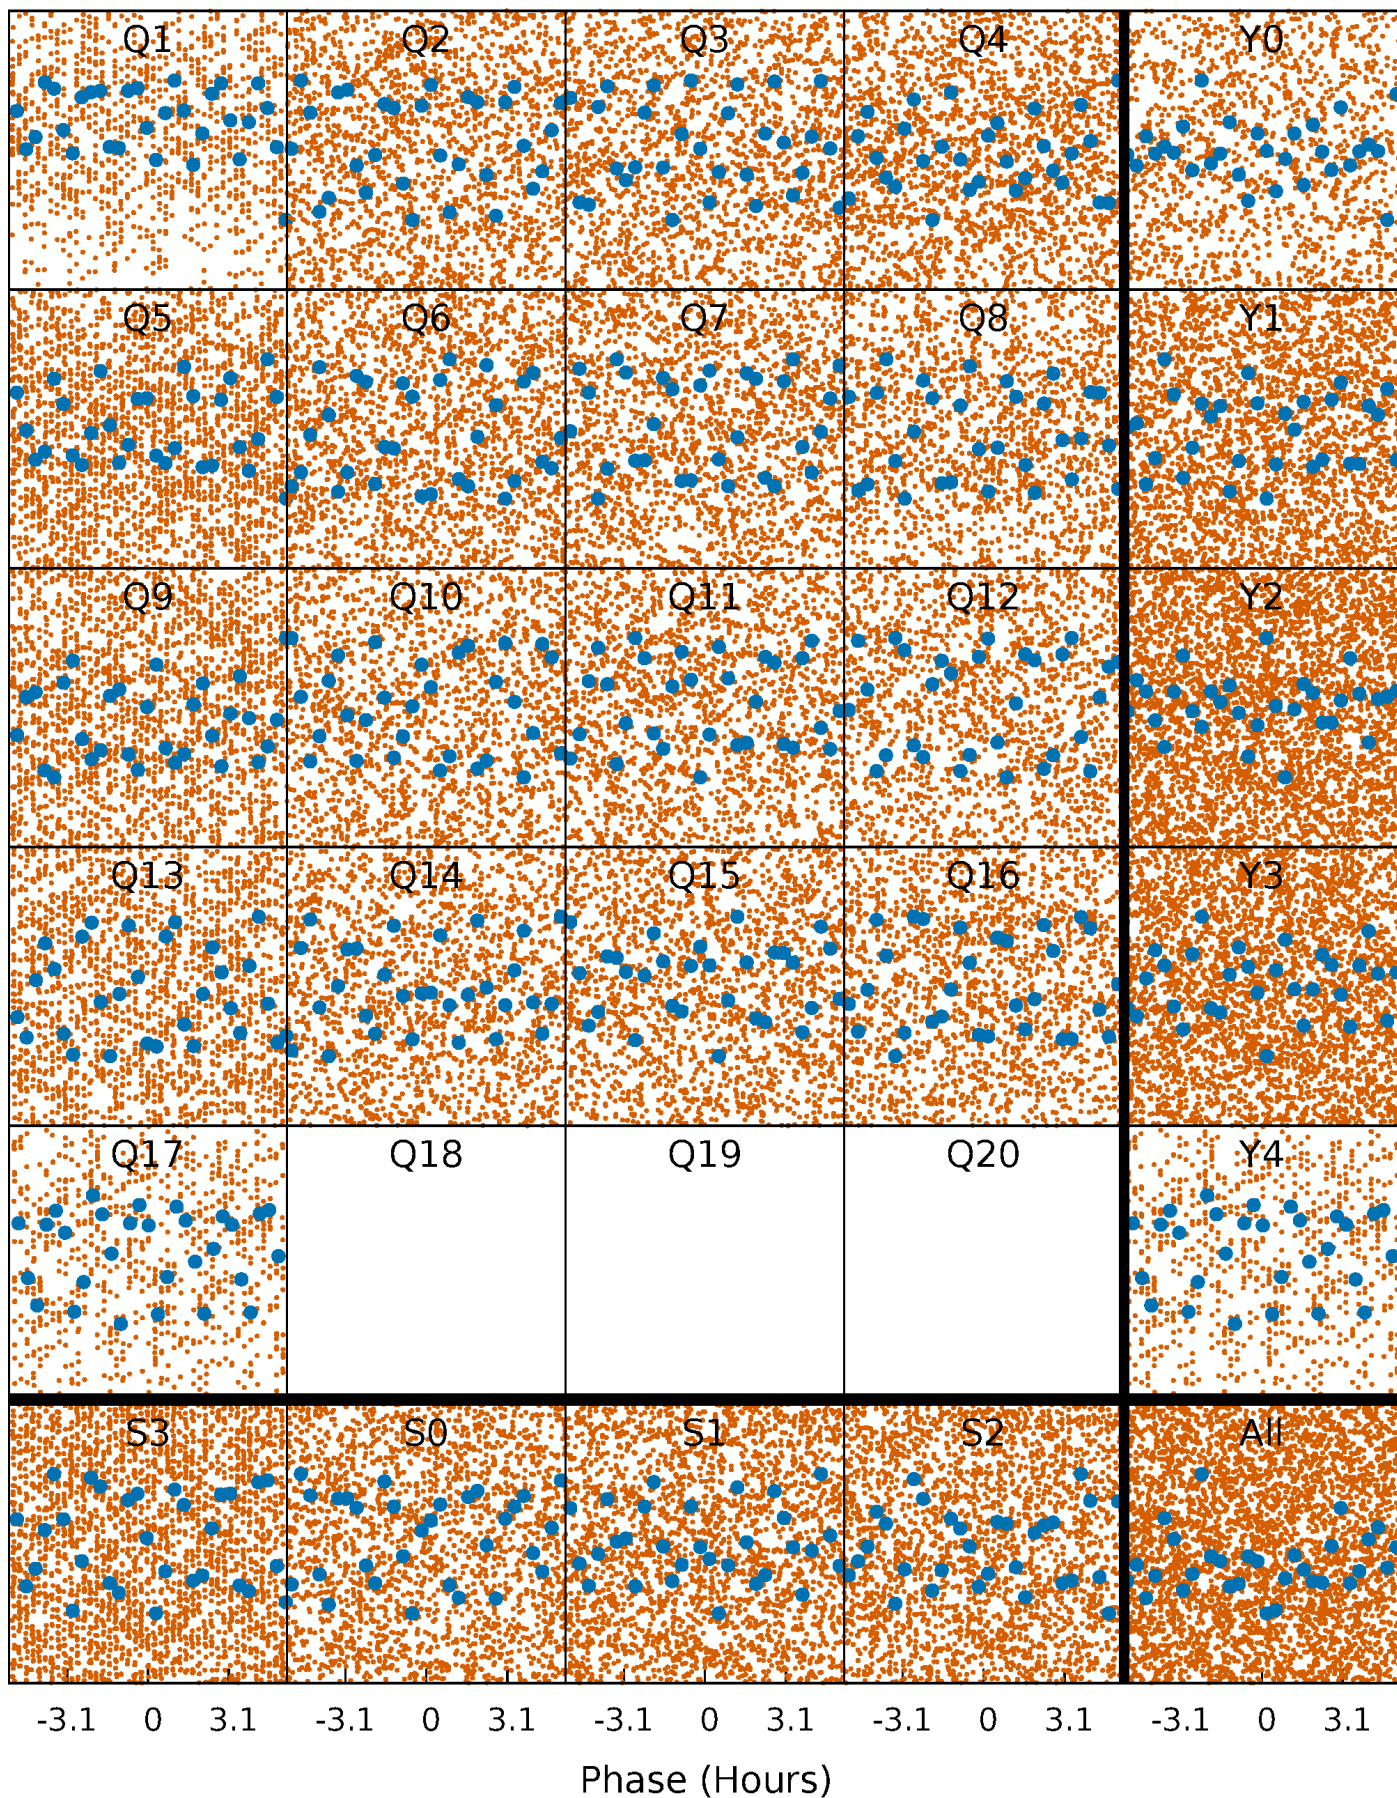 Q1 Q2 Q3 Q4 Y0
Q5 Q6 Q7 Q8 Y1
Q9 Q10 Q11 Q12 Y2
Q13 Q14 Q15 Q16 Y3
Q17 Q18 Q19 Q20 Y4
S3 S0 S1 S2 All
-3.1 0 3.1 -3.1 0 3.1 -3.1 0 3.1 -3.1 0 3.1 -3.1 0 3.1
Phase (Hours)